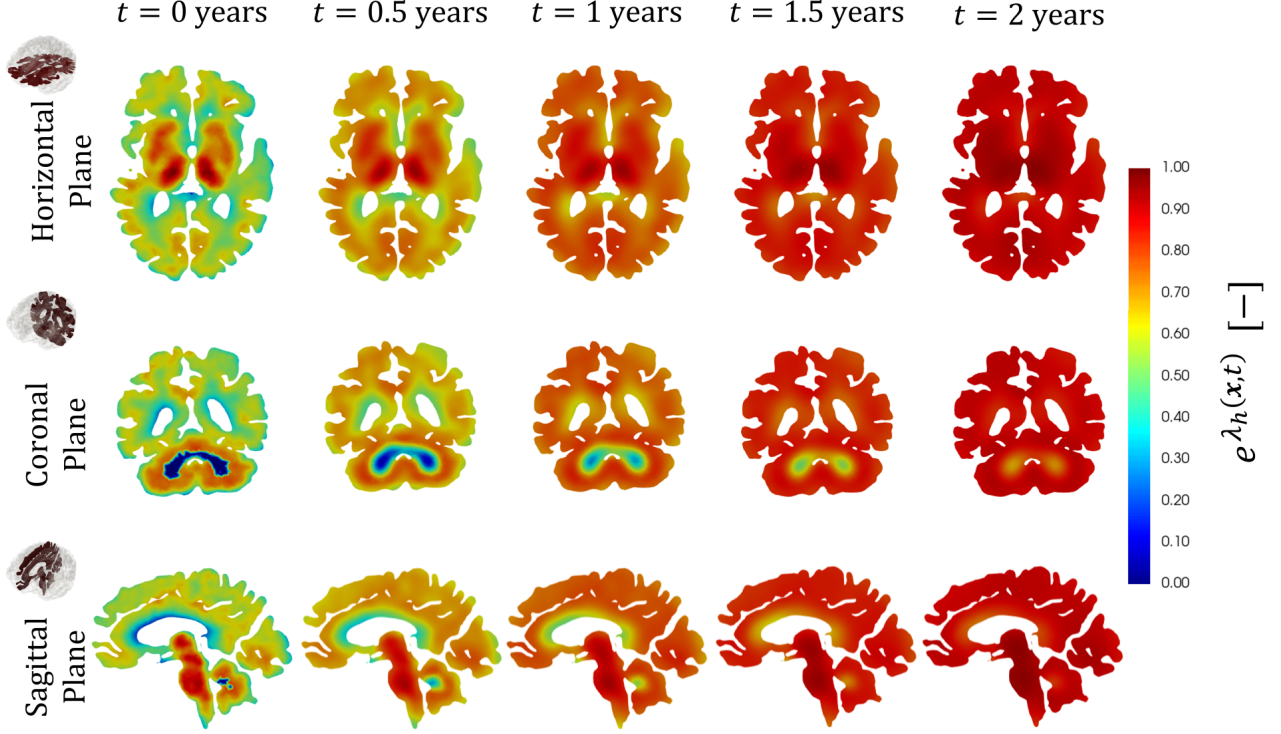 t = 0 years
t = 0.5 years
t = 1 years
t = 1.5 years
t = 2 years
Horizontal
Plane
Coronal
Plane
Sagittal
Plane
1.00
0.90
0.80
0.70
0.60
0.50
0.40
0.30
0.20
0.10
0.00
e^{λ_h(x,t)} [−]